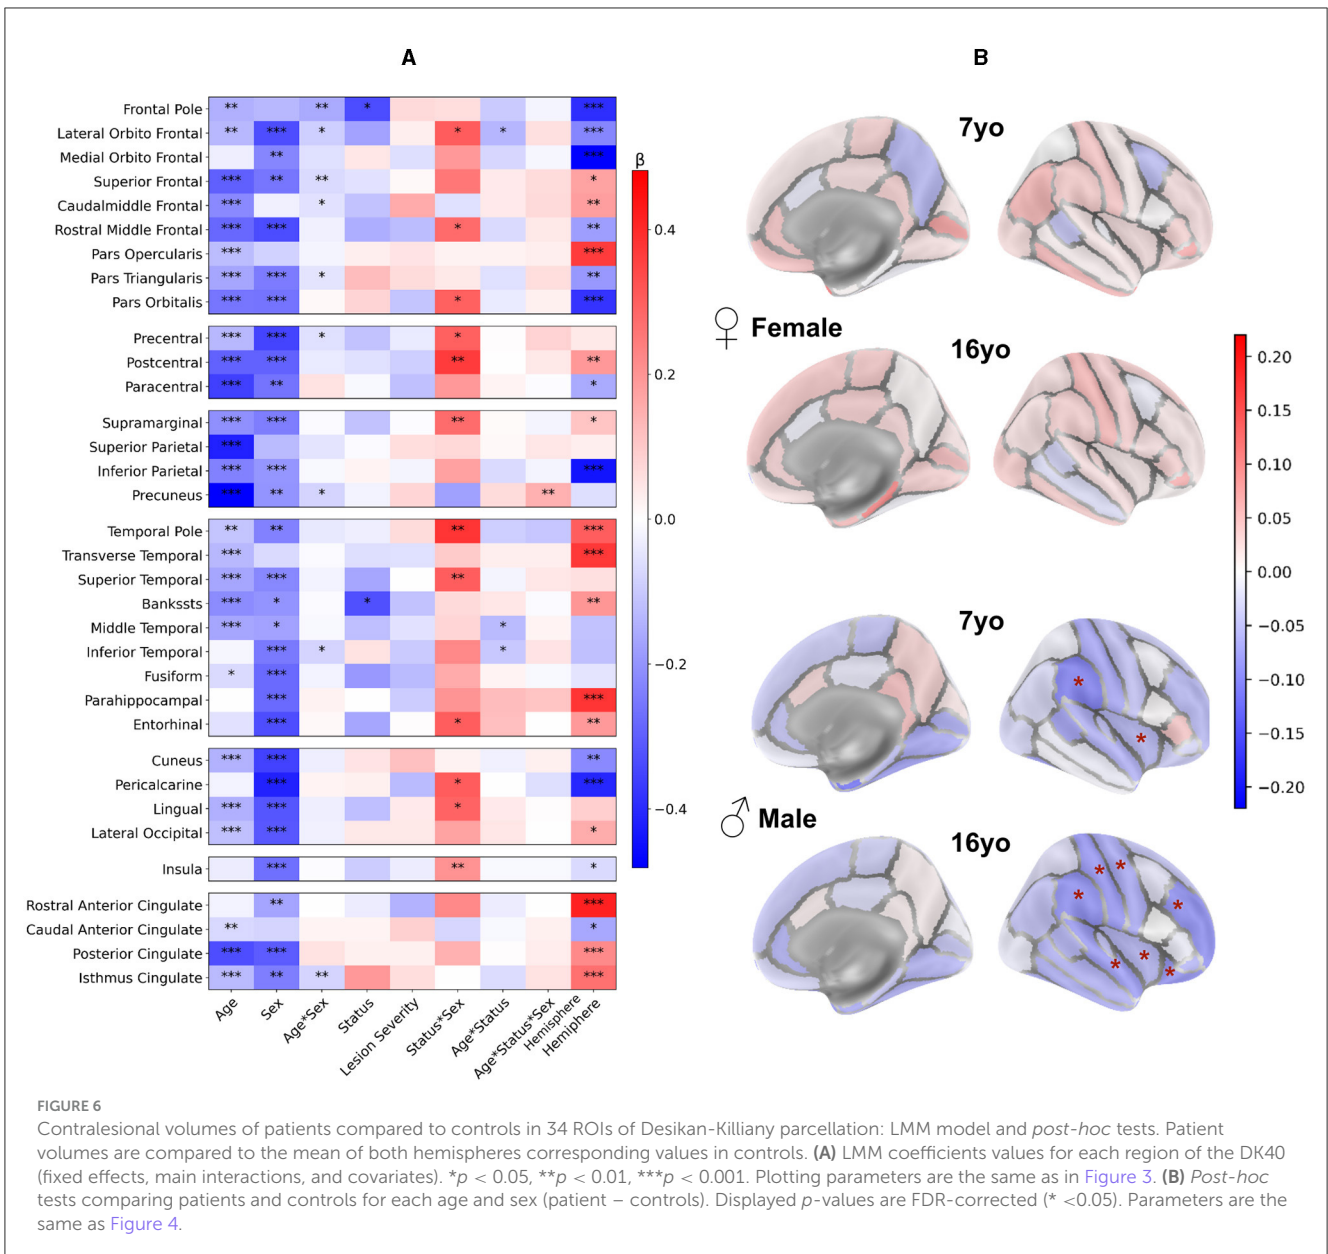 A
B
Frontal Pole ** ** * ***
Lateral Orbito Frontal ** *** * * * ***
Medial Orbito Frontal ** ***
Superior Frontal *** ** ** *
Caudalmiddle Frontal *** * **
Rostral Middle Frontal *** *** * **
Pars Opercularis *** ***
Pars Triangularis *** *** * **
Pars Orbitalis *** *** * ***
Precentral *** *** * *
Postcentral *** *** ** **
Paracentral *** ** *
Supramarginal *** *** ** *
Superior Parietal ***
Inferior Parietal *** *** ***
Precuneus *** ** * **
Temporal Pole ** ** ** ***
Transverse Temporal *** ***
Superior Temporal *** *** **
Bankssts *** * * **
Middle Temporal *** * *
Inferior Temporal *** * *
Fusiform * ***
Parahippocampal *** ***
Entorhinal *** * **
Cuneus *** *** **
Pericalcarine *** * ***
Lingual *** *** *
Lateral Occipital *** *** *
Insula *** ** *
Rostral Anterior Cingulate ** ***
Caudal Anterior Cingulate ** *
Posterior Cingulate *** *** ***
Isthmus Cingulate *** ** ** ***
Age
Sex
Age*Sex
Status
Lesion Severity
Status*Sex
Age*Status
Age*Status*Sex
Hemisphere
Hemiphere
β
0.4
0.2
0.0
−0.2
−0.4
7yo
♀ Female
16yo
7yo
* *
♂ Male
16yo
* * * * * * *
0.20
0.15
0.10
0.05
0.00
−0.05
−0.10
−0.15
−0.20
FIGURE 6
Contralesional volumes of patients compared to controls in 34 ROIs of Desikan-Killiany parcellation: LMM model and post-hoc tests. Patient
volumes are compared to the mean of both hemispheres corresponding values in controls. (A) LMM coefficients values for each region of the DK40
(fixed effects, main interactions, and covariates). *p < 0.05, **p < 0.01, ***p < 0.001. Plotting parameters are the same as in Figure 3. (B) Post-hoc
tests comparing patients and controls for each age and sex (patient – controls). Displayed p-values are FDR-corrected (* <0.05). Parameters are the
same as Figure 4.